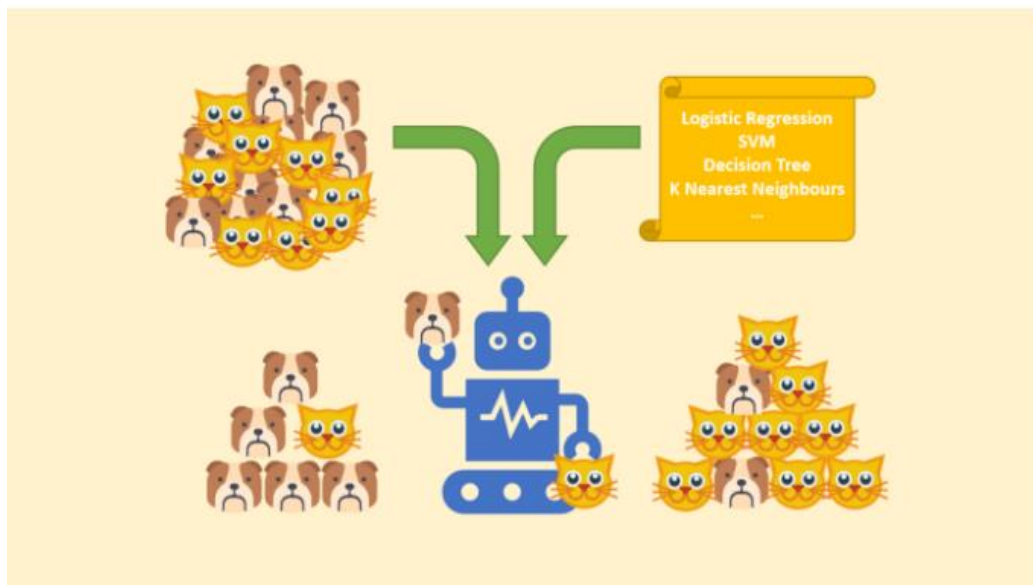 Logistic Regression
SVM
Decision Tree
K Nearest Neighbours
...